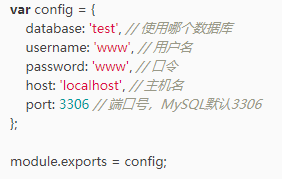 var config = {
    database: 'test', // 使用哪个数据库
    username: 'www', // 用户名
    password: 'www', // 口令
    host: 'localhost', // 主机名
    port: 3306 // 端口号，MySQL默认3306
};

module.exports = config;